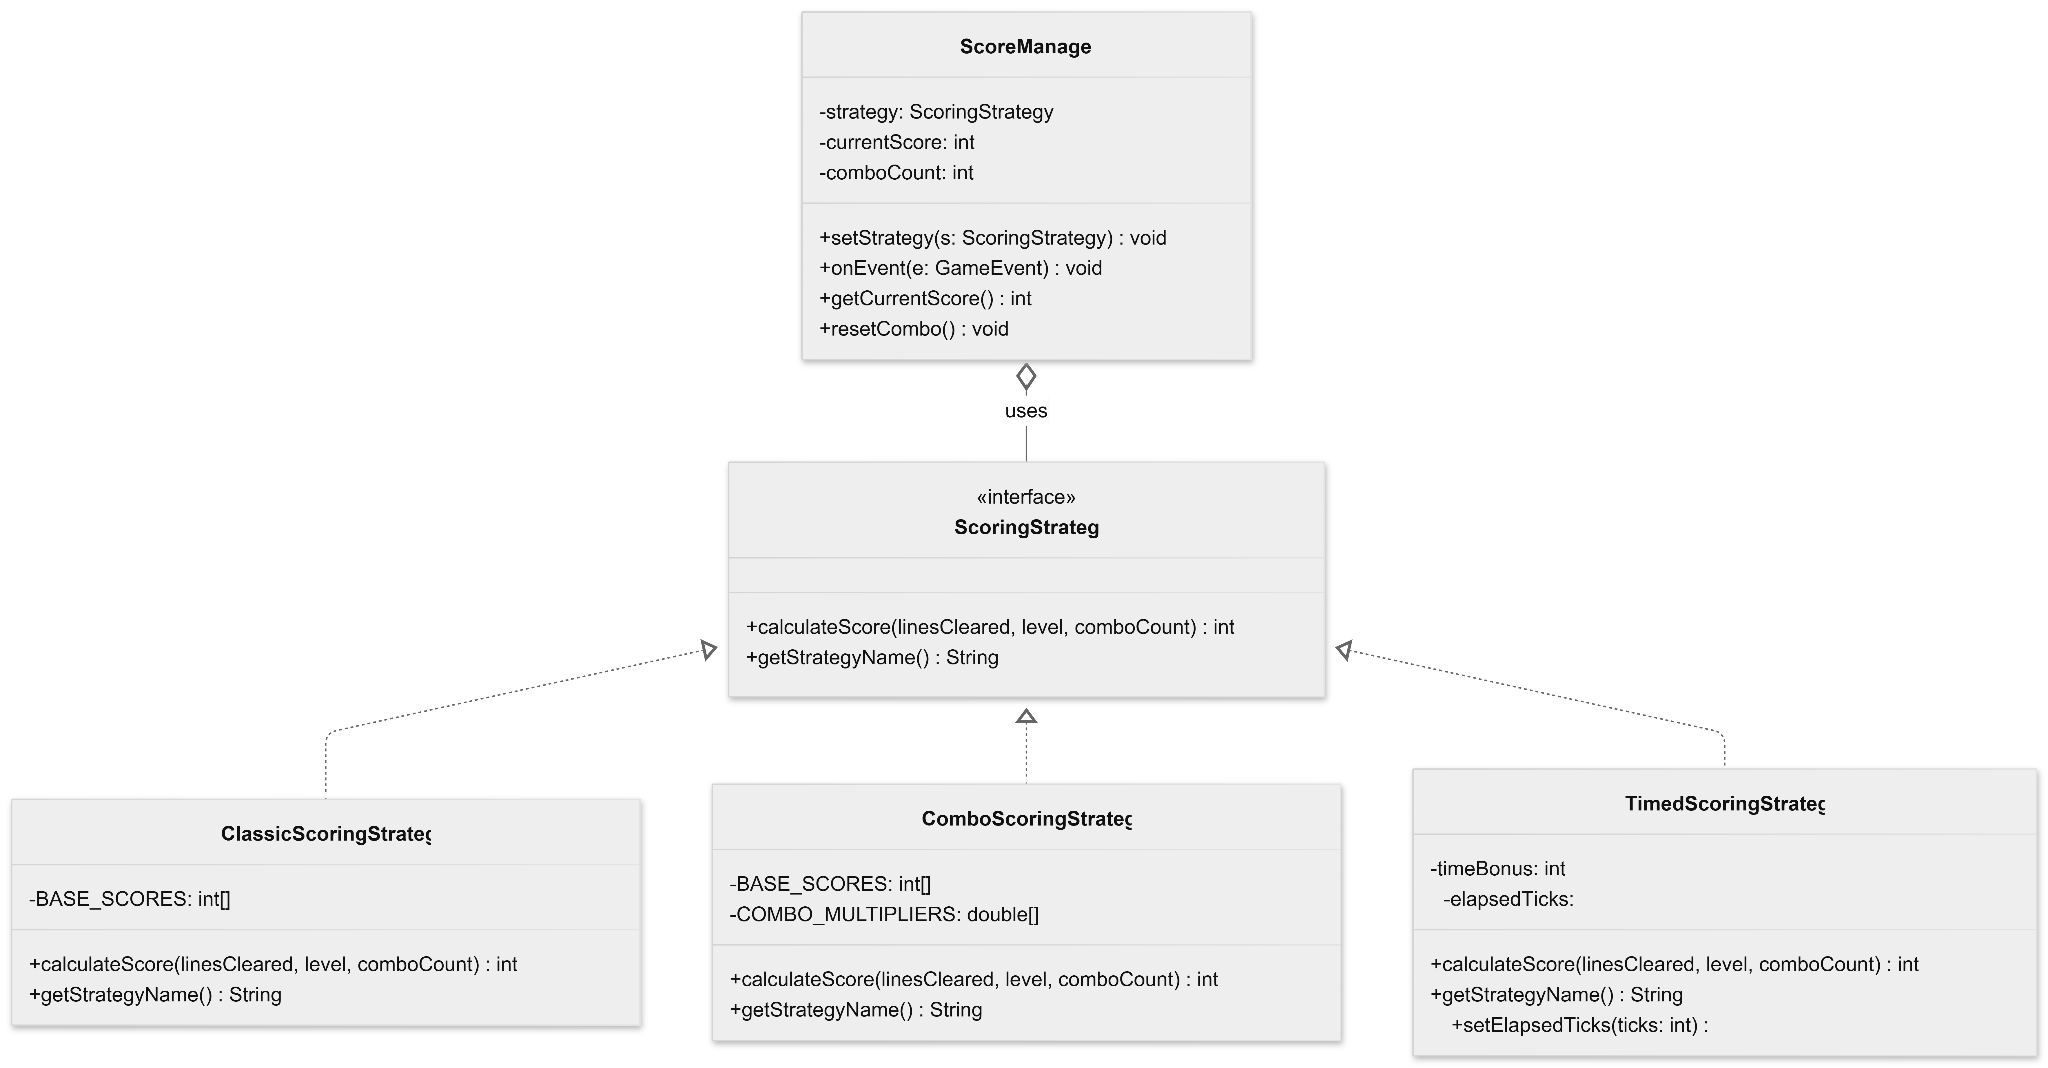 ScoreManage
-strategy: ScoringStrategy
-currentScore: int
-comboCount: int
+setStrategy(s: ScoringStrategy) : void
+onEvent(e: GameEvent) : void
+getCurrentScore() : int
+resetCombo() : void
uses
«interface»
ScoringStrateg
+calculateScore(linesCleared, level, comboCount) : int
+getStrategyName() : String
ClassicScoringStrateg
-BASE_SCORES: int[]
+calculateScore(linesCleared, level, comboCount) : int
+getStrategyName() : String
ComboScoringStrateg
-BASE_SCORES: int[]
-COMBO_MULTIPLIERS: double[]
+calculateScore(linesCleared, level, comboCount) : int
+getStrategyName() : String
TimedScoringStrateg
-timeBonus: int
-elapsedTicks:
+calculateScore(linesCleared, level, comboCount) : int
+getStrategyName() : String
+setElapsedTicks(ticks: int) :